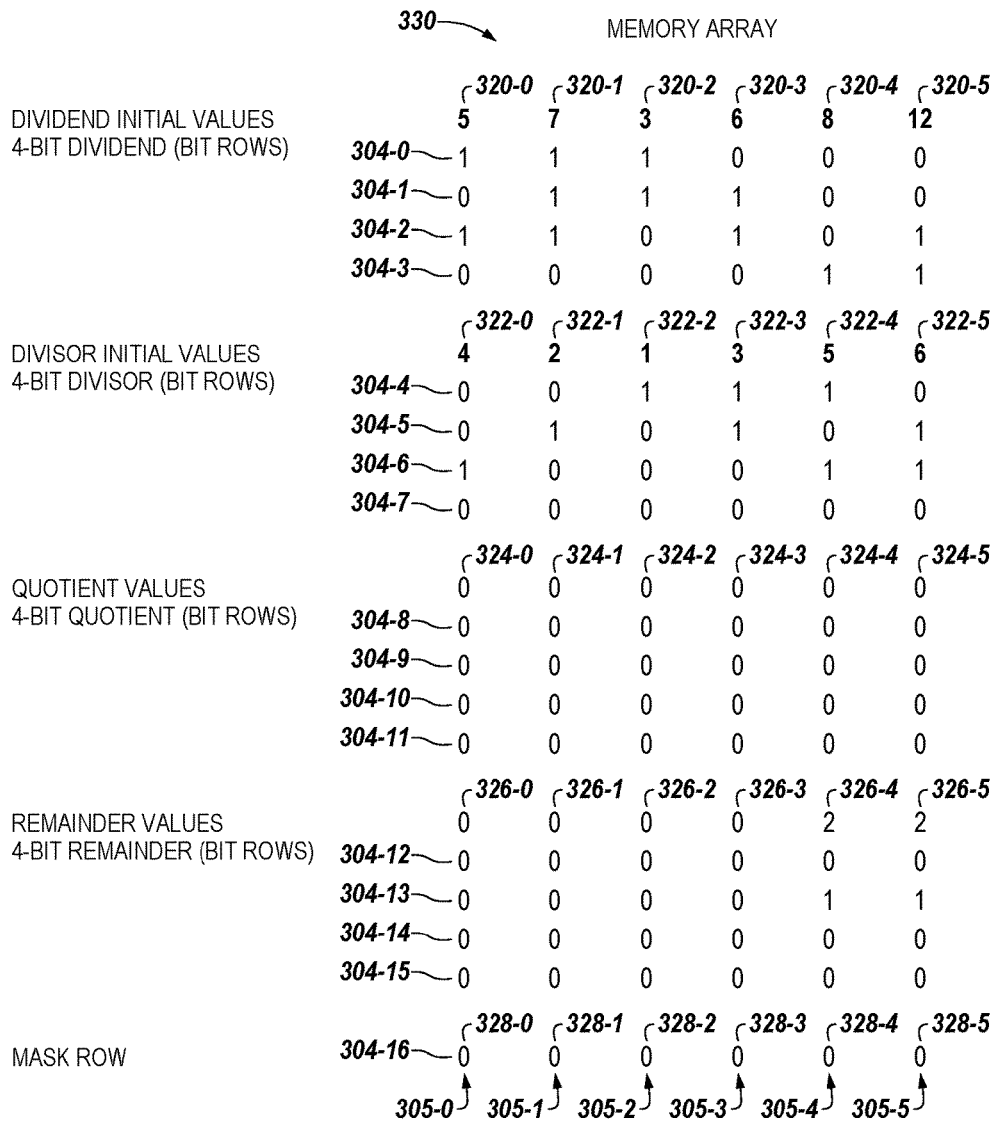 330 MEMORY ARRAY
320-0 320-1 320-2 320-3 320-4 320-5
DIVIDEND INITIAL VALUES 5 7 3 6 8 12
4-BIT DIVIDEND (BIT ROWS)
304-0 1 1 1 0 0 0
304-1 0 1 1 1 0 0
304-2 1 1 0 1 0 1
304-3 0 0 0 0 1 1
322-0 322-1 322-2 322-3 322-4 322-5
DIVISOR INITIAL VALUES 4 2 1 3 5 6
4-BIT DIVISOR (BIT ROWS)
304-4 0 0 1 1 1 0
304-5 0 1 0 1 0 1
304-6 1 0 0 0 1 1
304-7 0 0 0 0 0 0
324-0 324-1 324-2 324-3 324-4 324-5
QUOTIENT VALUES 0 0 0 0 0 0
4-BIT QUOTIENT (BIT ROWS)
304-8 0 0 0 0 0 0
304-9 0 0 0 0 0 0
304-10 0 0 0 0 0 0
304-11 0 0 0 0 0 0
326-0 326-1 326-2 326-3 326-4 326-5
REMAINDER VALUES 0 0 0 0 2 2
4-BIT REMAINDER (BIT ROWS)
304-12 0 0 0 0 0 0
304-13 0 0 0 0 1 1
304-14 0 0 0 0 0 0
304-15 0 0 0 0 0 0
328-0 328-1 328-2 328-3 328-4 328-5
MASK ROW 304-16 0 0 0 0 0 0
305-0 305-1 305-2 305-3 305-4 305-5